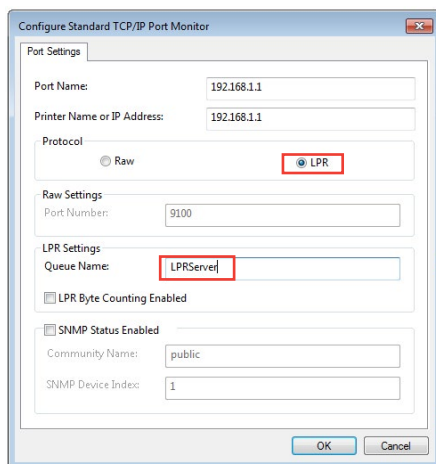 Configure Standard TCP/IP Port Monitor
Port Settings
Port Name: 192.168.1.1
Printer Name or IP Address: 192.168.1.1
Protocol
Raw LPR
Raw Settings
Port Number: 9100
LPR Settings
Queue Name: LPRServer
LPR Byte Counting Enabled
SNMP Status Enabled
Community Name: public
SNMP Device Index: 1
OK Cancel